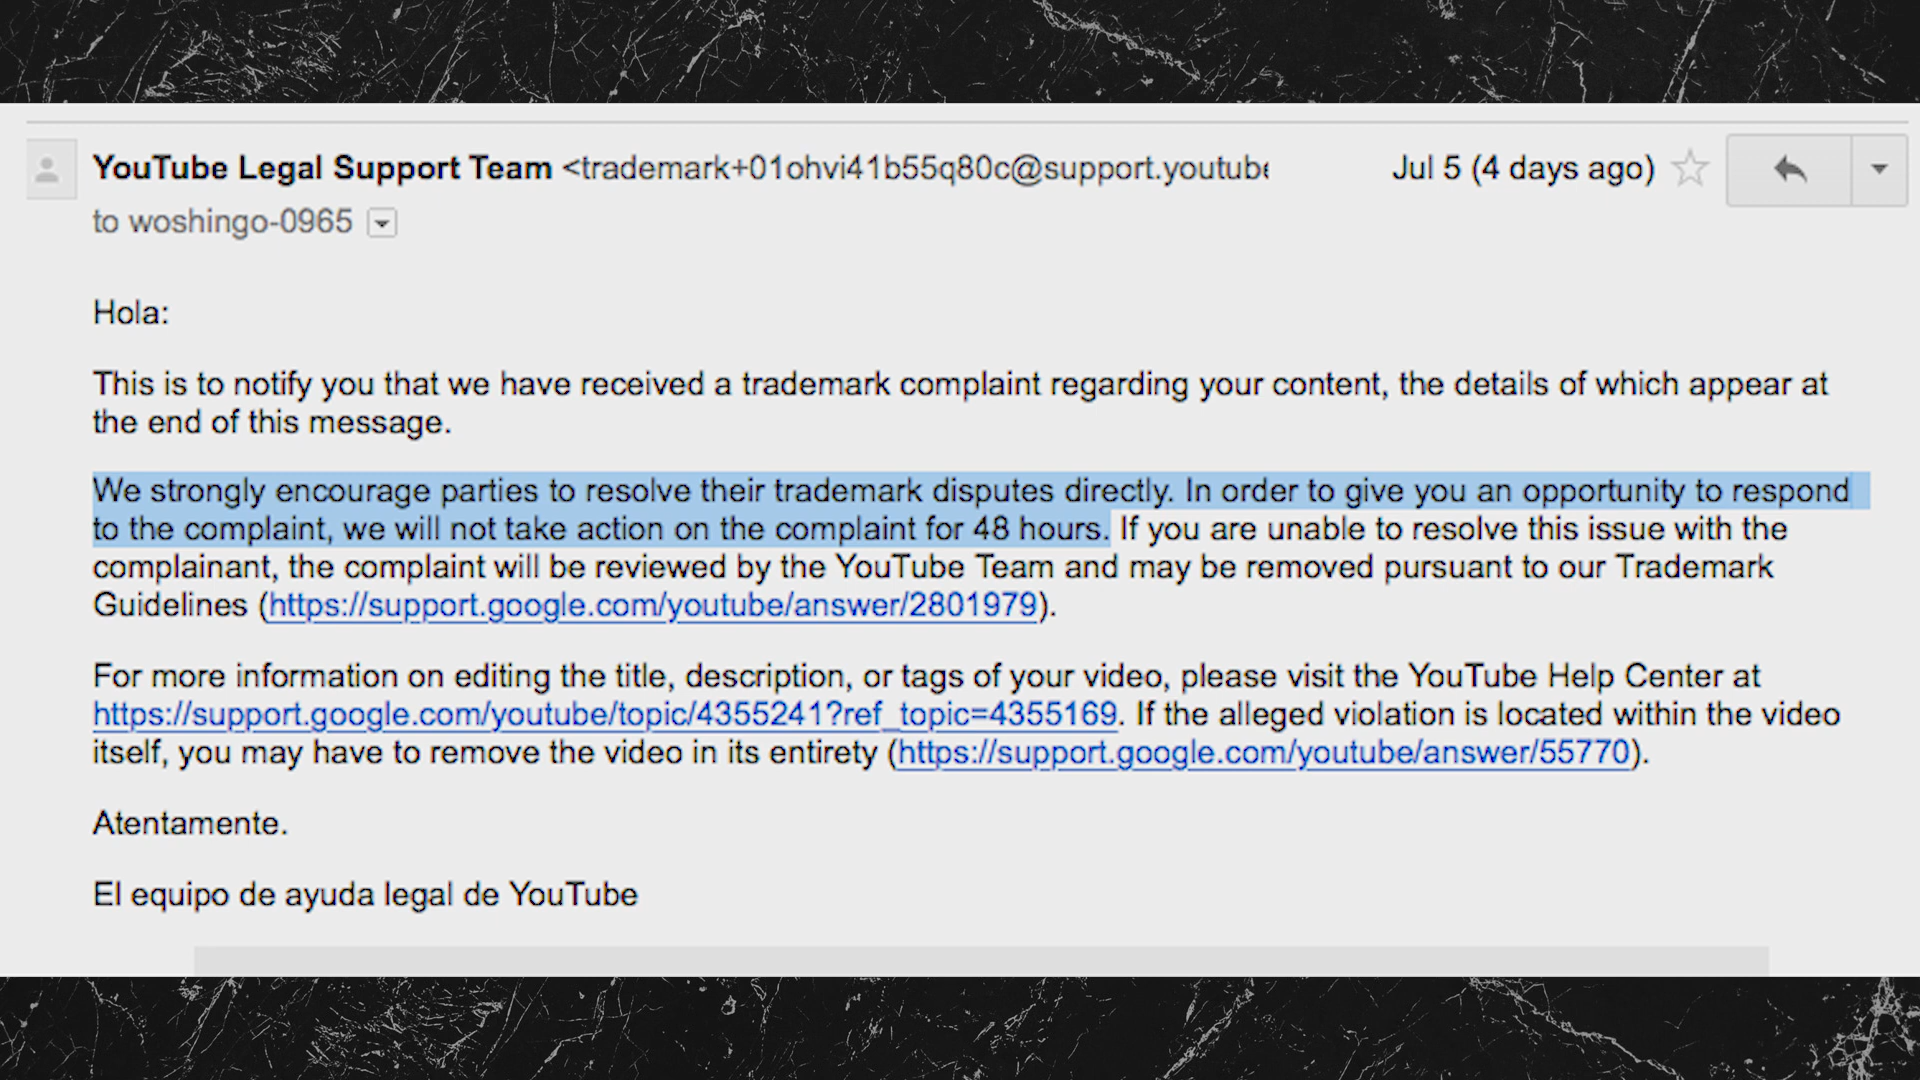 YouTube Legal Support Team <trademark+01ohvi41b55q80c@support.youtube Jul 5 (4 days ago)
to woshingo-0965
Hola:
This is to notify you that we have received a trademark complaint regarding your content, the details of which appear at
the end of this message.
We strongly encourage parties to resolve their trademark disputes directly. In order to give you an opportunity to respond
to the complaint, we will not take action on the complaint for 48 hours. If you are unable to resolve this issue with the
complainant, the complaint will be reviewed by the YouTube Team and may be removed pursuant to our Trademark
Guidelines (https://support.google.com/youtube/answer/2801979).
For more information on editing the title, description, or tags of your video, please visit the YouTube Help Center at
https://support.google.com/youtube/topic/4355241?ref_topic=4355169. If the alleged violation is located within the video
itself, you may have to remove the video in its entirety (https://support.google.com/youtube/answer/55770).
Atentamente.
El equipo de ayuda legal de YouTube